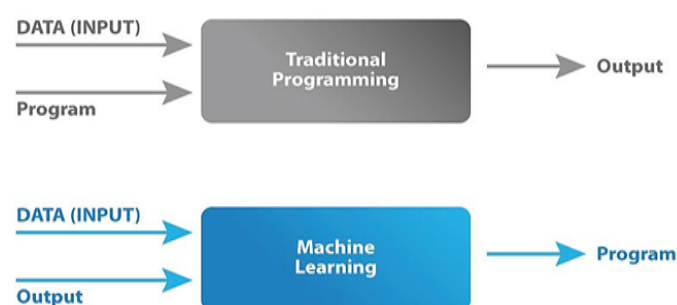 DATA (INPUT)
Traditional
Programming
Output
Program
DATA (INPUT)
Machine
Learning
Program
Output